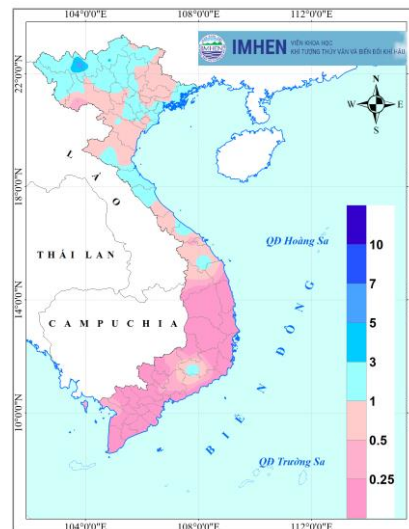 104°0'0"E 108°0'0"E 112°0'0"E
IMHEN
VIỆN KHOA HỌC
KHÍ TƯỢNG THỦY VĂN VÀ BIẾN ĐỔI KHÍ HẬU
22°0'0"N
N
W E
S
LÀO
18°0'0"N
QĐ Hoàng Sa
THÁI LAN
14°0'0"N
CAMPUCHIA
10°0'0"N
BIỂN ĐÔNG
QĐ Trường Sa
10
7
5
3
1
0.5
0.25
104°0'0"E 108°0'0"E 112°0'0"E